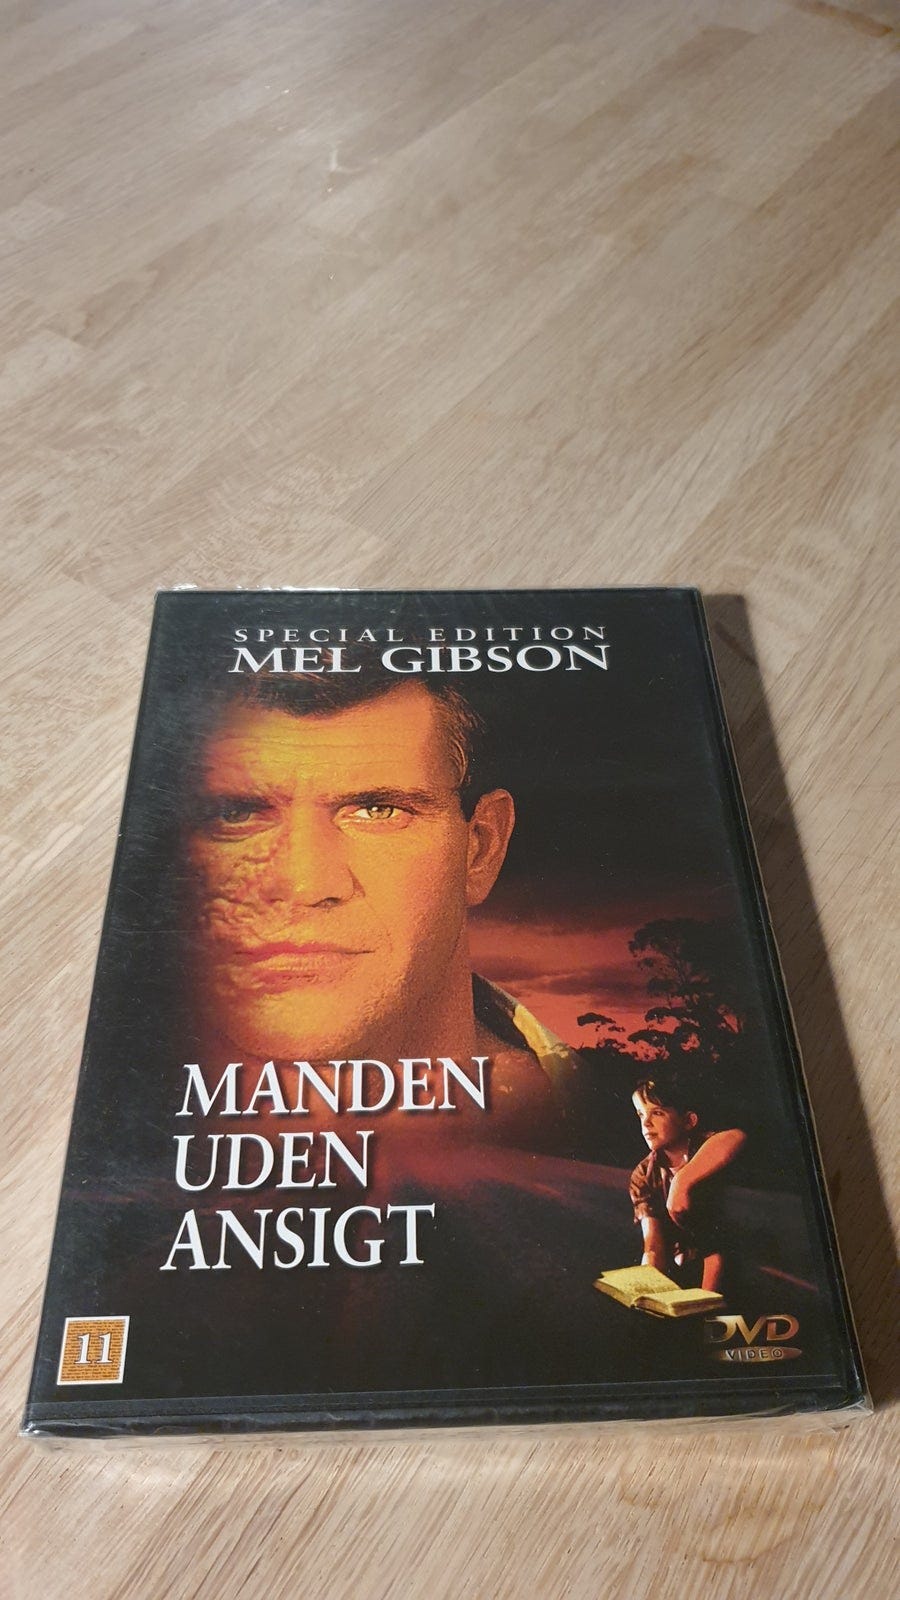 SPECIAL EDITION
MEL GIBSON
MANDEN
UDEN
ANSIGT
11
DVD
VIDEO